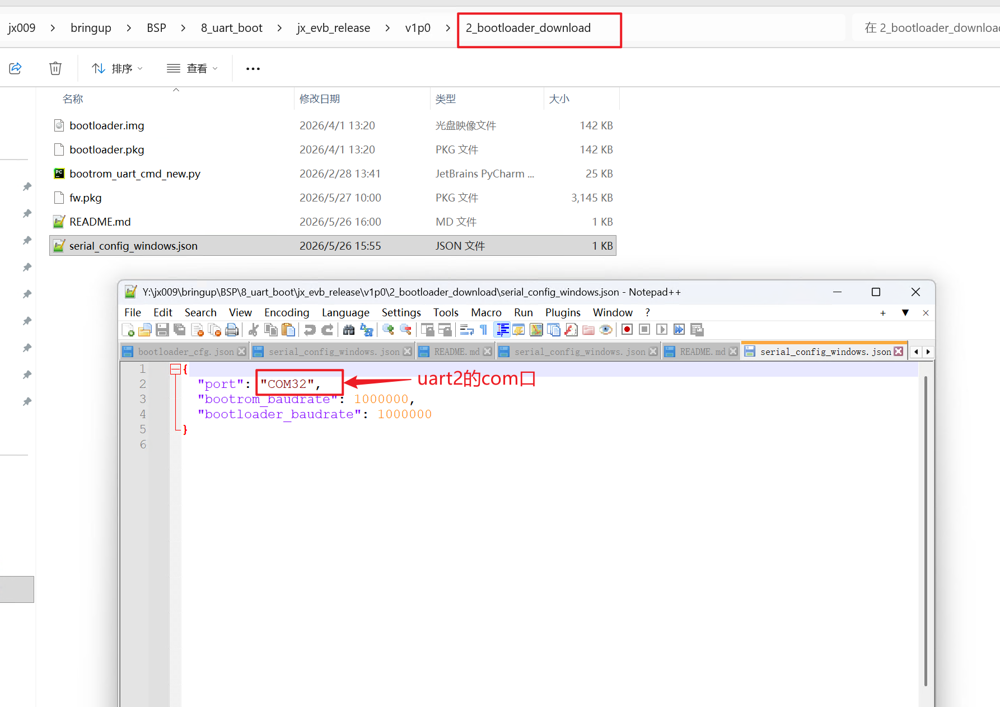 jx009 > bringup > BSP > 8_uart_boot > jx_evb_release > v1p0 > 2_bootloader_download
在 2_bootloader_downloa
排序
查看
名称 修改日期 类型 大小
bootloader.img 2026/4/1 13:20 光盘映像文件 142 KB
bootloader.pkg 2026/4/1 13:20 PKG 文件 142 KB
bootrom_uart_cmd_new.py 2026/2/28 13:41 JetBrains PyCharm ... 25 KB
fw.pkg 2026/5/27 10:00 PKG 文件 3,145 KB
README.md 2026/5/26 16:00 MD 文件 1 KB
serial_config_windows.json 2026/5/26 15:55 JSON 文件 1 KB
Y:\jx009\bringup\BSP\8_uart_boot\jx_evb_release\v1p0\2_bootloader_download\serial_config_windows.json - Notepad++
File Edit Search View Encoding Language Settings Tools Macro Run Plugins Window ?
bootloader_cfg.json serial_config_windows.json README.md serial_config_windows.json README.md serial_config_windows.json
1 {
2 "port": "COM32",
uart2的com口
3 "bootrom_baudrate": 1000000,
4 "bootloader_baudrate": 1000000
5 }
6